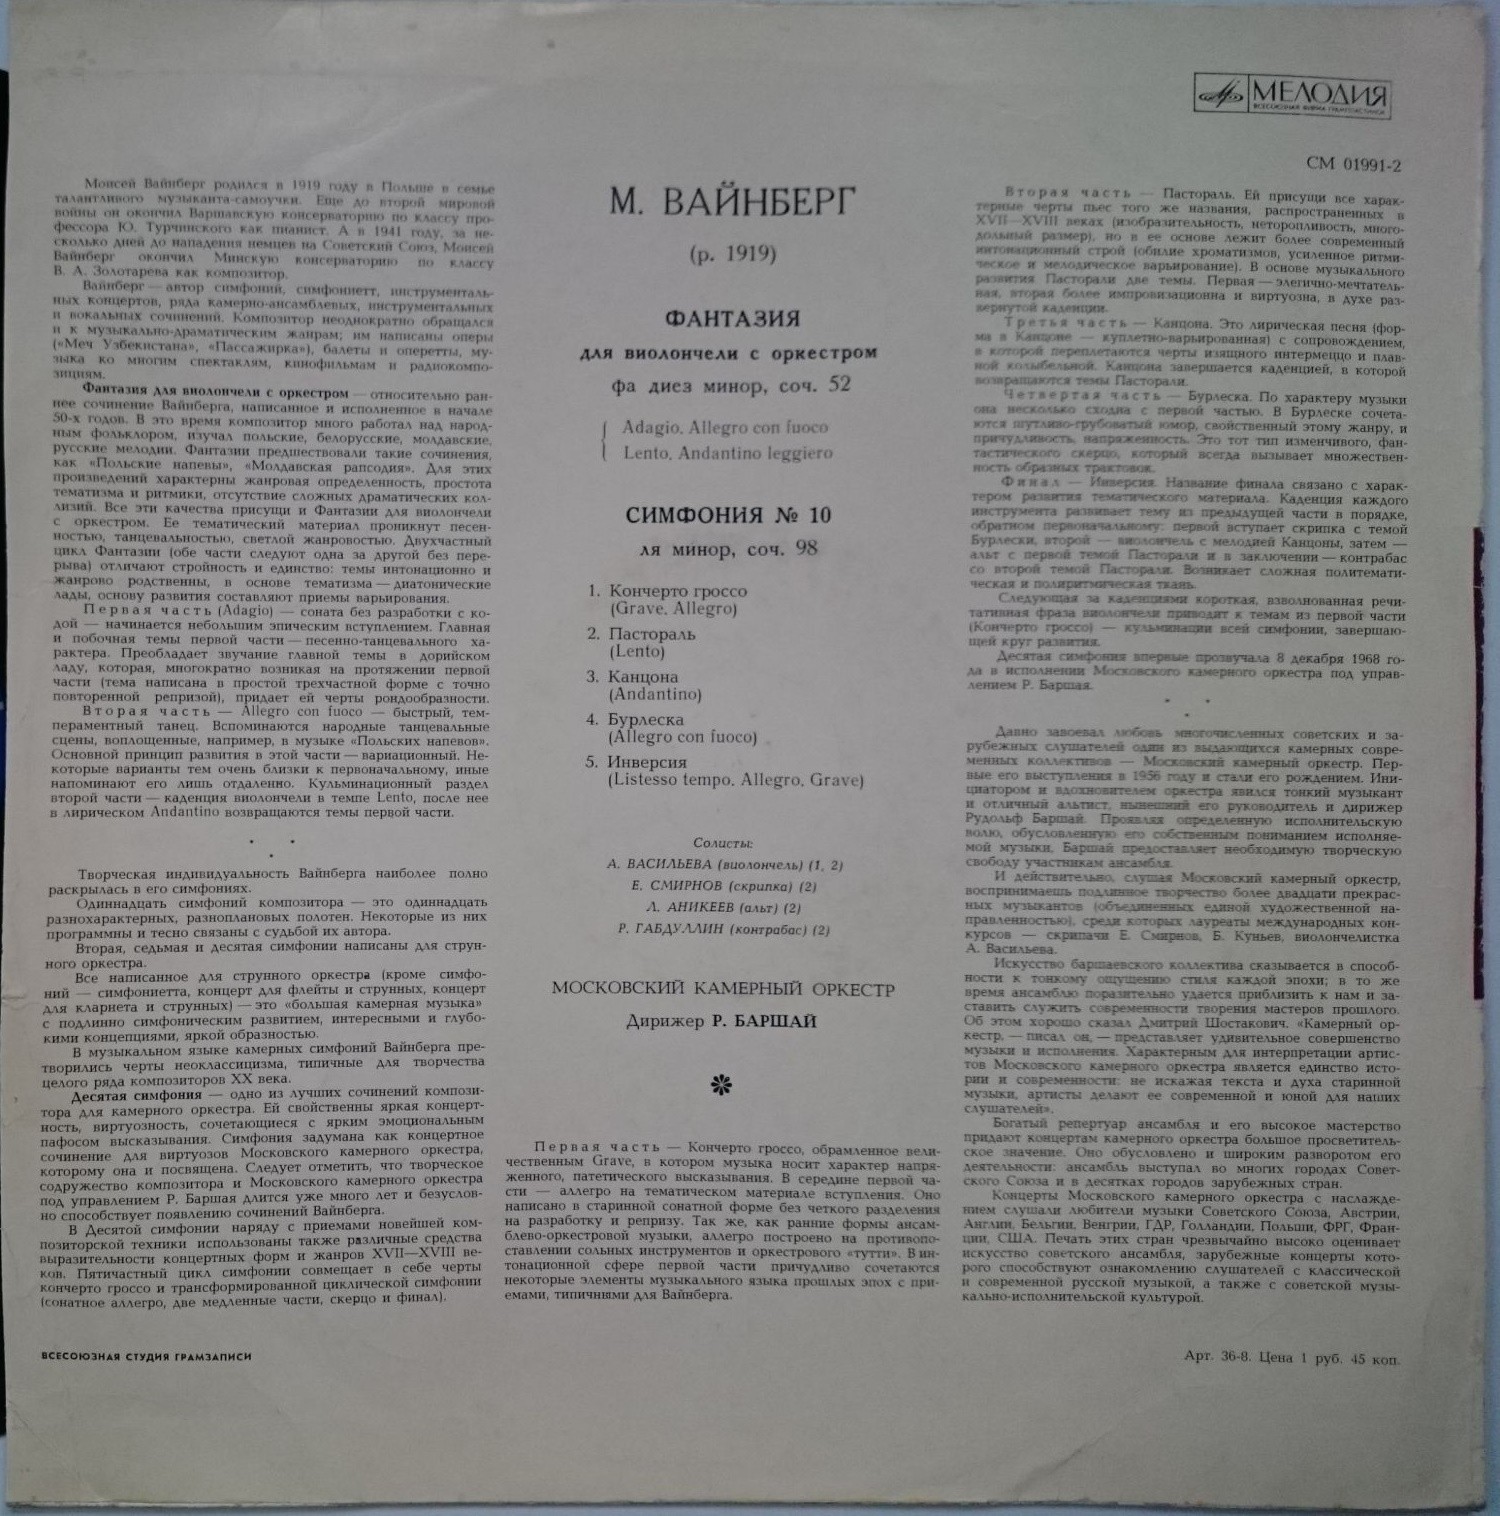 МЕЛОДИЯ
ВСЕСОЮЗНАЯ ФИРМА ГРАМПЛАСТИНОК
СМ 01991-2
Моисей Вайнберг родился в 1919 году в Польше в семье
талантливого музыканта-самоучки. Еще до второй мировой
войны он окончил Варшавскую консерваторию по классу про-
фессора Ю. Турчинского как пианист. А в 1941 году, за не-
сколько дней до нападения немцев на Советский Союз, Моисей
Вайнберг окончил Минскую консерваторию по классу
В. А. Золотарева как композитор.
Вайнберг — автор симфоний, симфониетт, инструменталь-
ных концертов, ряда камерно-ансамблевых, инструментальных
и вокальных сочинений. Композитор неоднократно обращался
и к музыкально-драматическим жанрам; им написаны оперы
(«Меч Узбекистана», «Пассажирка»), балеты и оперетты, му-
зыка ко многим спектаклям, кинофильмам и радиокомпо-
зициям.
Фантазия для виолончели с оркестром — относительно ран-
нее сочинение Вайнберга, написанное и исполненное в начале
50-х годов. В это время композитор много работал над народ-
ным фольклором, изучал польские, белорусские, молдавские,
русские мелодии. Фантазии предшествовали такие сочинения,
как «Польские напевы», «Молдавская рапсодия». Для этих
произведений характерны жанровая определенность, простота
тематизма и ритмики, отсутствие сложных драматических кол-
лизий. Все эти качества присущи и Фантазии для виолончели
с оркестром. Ее тематический материал проникнут песен-
ностью, танцевальностью, светлой жанровостью. Двухчастный
цикл Фантазии (обе части следуют одна за другой без пере-
рыва) отличают стройность и единство: темы интонационно и
жанрово родственны, в основе тематизма — диатонические
лады, основу развития составляют приемы варьирования.
Первая часть (Adagio) — соната без разработки с ко-
дой — начинается небольшим эпическим вступлением. Главная
и побочная темы первой части — песенно-танцевального ха-
рактера. Преобладает звучание главной темы в дорийском
ладу, которая, многократно возникая на протяжении первой
части (тема написана в простой трехчастной форме с точно
повторенной репризой), придает ей черты рондообразности.
Вторая часть — Allegro con fuoco — быстрый, тем-
пераментный танец. Вспоминаются народные танцевальные
сцены, воплощенные, например, в музыке «Польских напевов».
Основной принцип развития в этой части — вариационный. Не-
которые варианты тем очень близки к первоначальному, иные
напоминают его лишь отдаленно. Кульминационный раздел
второй части — каденция виолончели в темпе Lento, после нее
в лирическом Andantino возвращаются темы первой части.
Творческая индивидуальность Вайнберга наиболее полно
раскрылась в его симфониях.
Одиннадцать симфоний композитора — это одиннадцать
разнохарактерных, разноплановых полотен. Некоторые из них
программны и тесно связаны с судьбой их автора.
Вторая, седьмая и десятая симфонии написаны для струн-
ного оркестра.
Все написанное для струнного оркестра (кроме симфо-
ний — симфониетта, концерт для флейты и струнных, концерт
для кларнета и струнных) — это «большая камерная музыка»
с подлинно симфоническим развитием, интересными и глубо-
кими концепциями, яркой образностью.
В музыкальном языке камерных симфоний Вайнберга пре-
творились черты неоклассицизма, типичные для творчества
целого ряда композиторов XX века.
Десятая симфония — одно из лучших сочинений компози-
тора для камерного оркестра. Ей свойственны яркая концерт-
ность, виртуозность, сочетающиеся с ярким эмоциональным
пафосом высказывания. Симфония задумана как концертное
сочинение для виртуозов Московского камерного оркестра,
которому она и посвящена. Следует отметить, что творческое
содружество композитора и Московского камерного оркестра
под управлением Р. Баршая длится уже много лет и безуслов-
но способствует появлению сочинений Вайнберга.
В Десятой симфонии наряду с приемами новейшей ком-
позиторской техники использованы также различные средства
выразительности концертных форм и жанров XVII—XVIII ве-
ков. Пятичастный цикл симфонии совмещает в себе черты
кончерто гроссо и трансформированной циклической симфонии
(сонатное аллегро, две медленные части, скерцо и финал).
М. ВАЙНБЕРГ
(р. 1919)
ФАНТАЗИЯ
для виолончели с оркестром
фа диез минор, соч. 52
Adagio. Allegro con fuoco
Lento. Andantino leggiero
СИМФОНИЯ № 10
ля минор, соч. 98
1. Кончерто гроссо
(Grave. Allegro)
2. Пастораль
(Lento)
3. Канцона
(Andantino)
4. Бурлеска
(Allegro con fuoco)
5. Инверсия
(Listesso tempo. Allegro, Grave)
Солисты:
А. ВАСИЛЬЕВА (виолончель) (1, 2)
Е. СМИРНОВ (скрипка) (2)
Л. АНИКЕЕВ (альт) (2)
Р. ГАБДУЛЛИН (контрабас) (2)
МОСКОВСКИЙ КАМЕРНЫЙ ОРКЕСТР
Дирижер Р. БАРШАЙ
Первая часть — Кончерто гроссо, обрамленное вели-
чественным Grave, в котором музыка носит характер напря-
женного, патетического высказывания. В середине первой ча-
сти — аллегро на тематическом материале вступления. Оно
написано в старинной сонатной форме без четкого разделения
на разработку и репризу. Так же, как ранние формы ансам-
блево-оркестровой музыки, аллегро построено на противопо-
ставлении сольных инструментов и оркестрового «тутти». В ин-
тонационной сфере первой части причудливо сочетаются
некоторые элементы музыкального языка прошлых эпох с при-
емами, типичными для Вайнберга.
Вторая часть — Пастораль. Ей присущи все харак-
терные черты пьес того же названия, распространенных в
XVII—XVIII веках (изобразительность, неторопливость, много-
дольный размер), но в ее основе лежит более современный
интонационный строй (обилие хроматизмов, усиленное ритми-
ческое и мелодическое варьирование). В основе музыкального
развития Пасторали две темы. Первая — элегично-мечтатель-
ная, вторая более импровизационна и виртуозна, в духе раз-
вернутой каденции.
Третья часть — Канцона. Это лирическая песня (фор-
ма в Канцоне — куплетно-варьированная) с сопровождением,
в которой переплетаются черты изящного интермеццо и плав-
ной колыбельной. Канцона завершается каденцией, в которой
возвращаются темы Пасторали.
Четвертая часть — Бурлеска. По характеру музыки
она несколько сходна с первой частью. В Бурлеске сочета-
ются шутливо-грубоватый юмор, свойственный этому жанру, и
причудливость, напряженность. Это тот тип изменчивого, фан-
тастического скерцо, который всегда вызывает множествен-
ность образных трактовок.
Финал — Инверсия. Название финала связано с харак-
тером развития тематического материала. Каденция каждого
инструмента развивает тему из предыдущей части в порядке,
обратном первоначальному: первой вступает скрипка с темой
Бурлески, второй — виолончель с мелодией Канцоны, затем —
альт с первой темой Пасторали и в заключении — контрабас
со второй темой Пасторали. Возникает сложная политемати-
ческая и полиритмическая ткань.
Следующая за каденциями короткая, взволнованная речи-
тативная фраза виолончели приводит к темам из первой части
(Кончерто гроссо) — кульминации всей симфонии, завершаю-
щей круг развития.
Десятая симфония впервые прозвучала 8 декабря 1968 го-
да в исполнении Московского камерного оркестра под управ-
лением Р. Баршая.
Давно завоевал любовь многочисленных советских и за-
рубежных слушателей один из выдающихся камерных совре-
менных коллективов — Московский камерный оркестр. Пер-
вые его выступления в 1956 году и стали его рождением. Ини-
циатором и вдохновителем оркестра явился тонкий музыкант
и отличный альтист, нынешний его руководитель и дирижер
Рудольф Баршай. Проявляя определенную исполнительскую
волю, обусловленную его собственным пониманием исполняе-
мой музыки, Баршай предоставляет необходимую творческую
свободу участникам ансамбля.
И действительно, слушая Московский камерный оркестр,
воспринимаешь подлинное творчество более двадцати прекрас-
ных музыкантов (объединенных единой художественной на-
правленностью), среди которых лауреаты международных кон-
курсов — скрипачи Е. Смирнов, Б. Куньев, виолончелистка
А. Васильева.
Искусство баршаевского коллектива сказывается в способ-
ности к тонкому ощущению стиля каждой эпохи; в то же
время ансамблю поразительно удается приблизить к нам и за-
ставить служить современности творения мастеров прошлого.
Об этом хорошо сказал Дмитрий Шостакович. «Камерный ор-
кестр, — писал он, — представляет удивительное совершенство
музыки и исполнения. Характерным для интерпретации артис-
тов Московского камерного оркестра является единство исто-
рии и современности: не искажая текста и духа старинной
музыки, артисты делают ее современной и юной для наших
слушателей».
Богатый репертуар ансамбля и его высокое мастерство
придают концертам камерного оркестра большое просветитель-
ское значение. Оно обусловлено и широким разворотом его
деятельности: ансамбль выступал во многих городах Совет-
ского Союза и в десятках городов зарубежных стран.
Концерты Московского камерного оркестра с наслажде-
нием слушали любители музыки Советского Союза, Австрии,
Англии, Бельгии, Венгрии, ГДР, Голландии, Польши, ФРГ, Фран-
ции, США. Печать этих стран чрезвычайно высоко оценивает
искусство советского ансамбля, зарубежные концерты кото-
рого способствуют ознакомлению слушателей с классической
и современной русской музыкой, а также с советской музы-
кально-исполнительской культурой.
ВСЕСОЮЗНАЯ СТУДИЯ ГРАМЗАПИСИ
Арт. 36-8. Цена 1 руб. 45 коп.